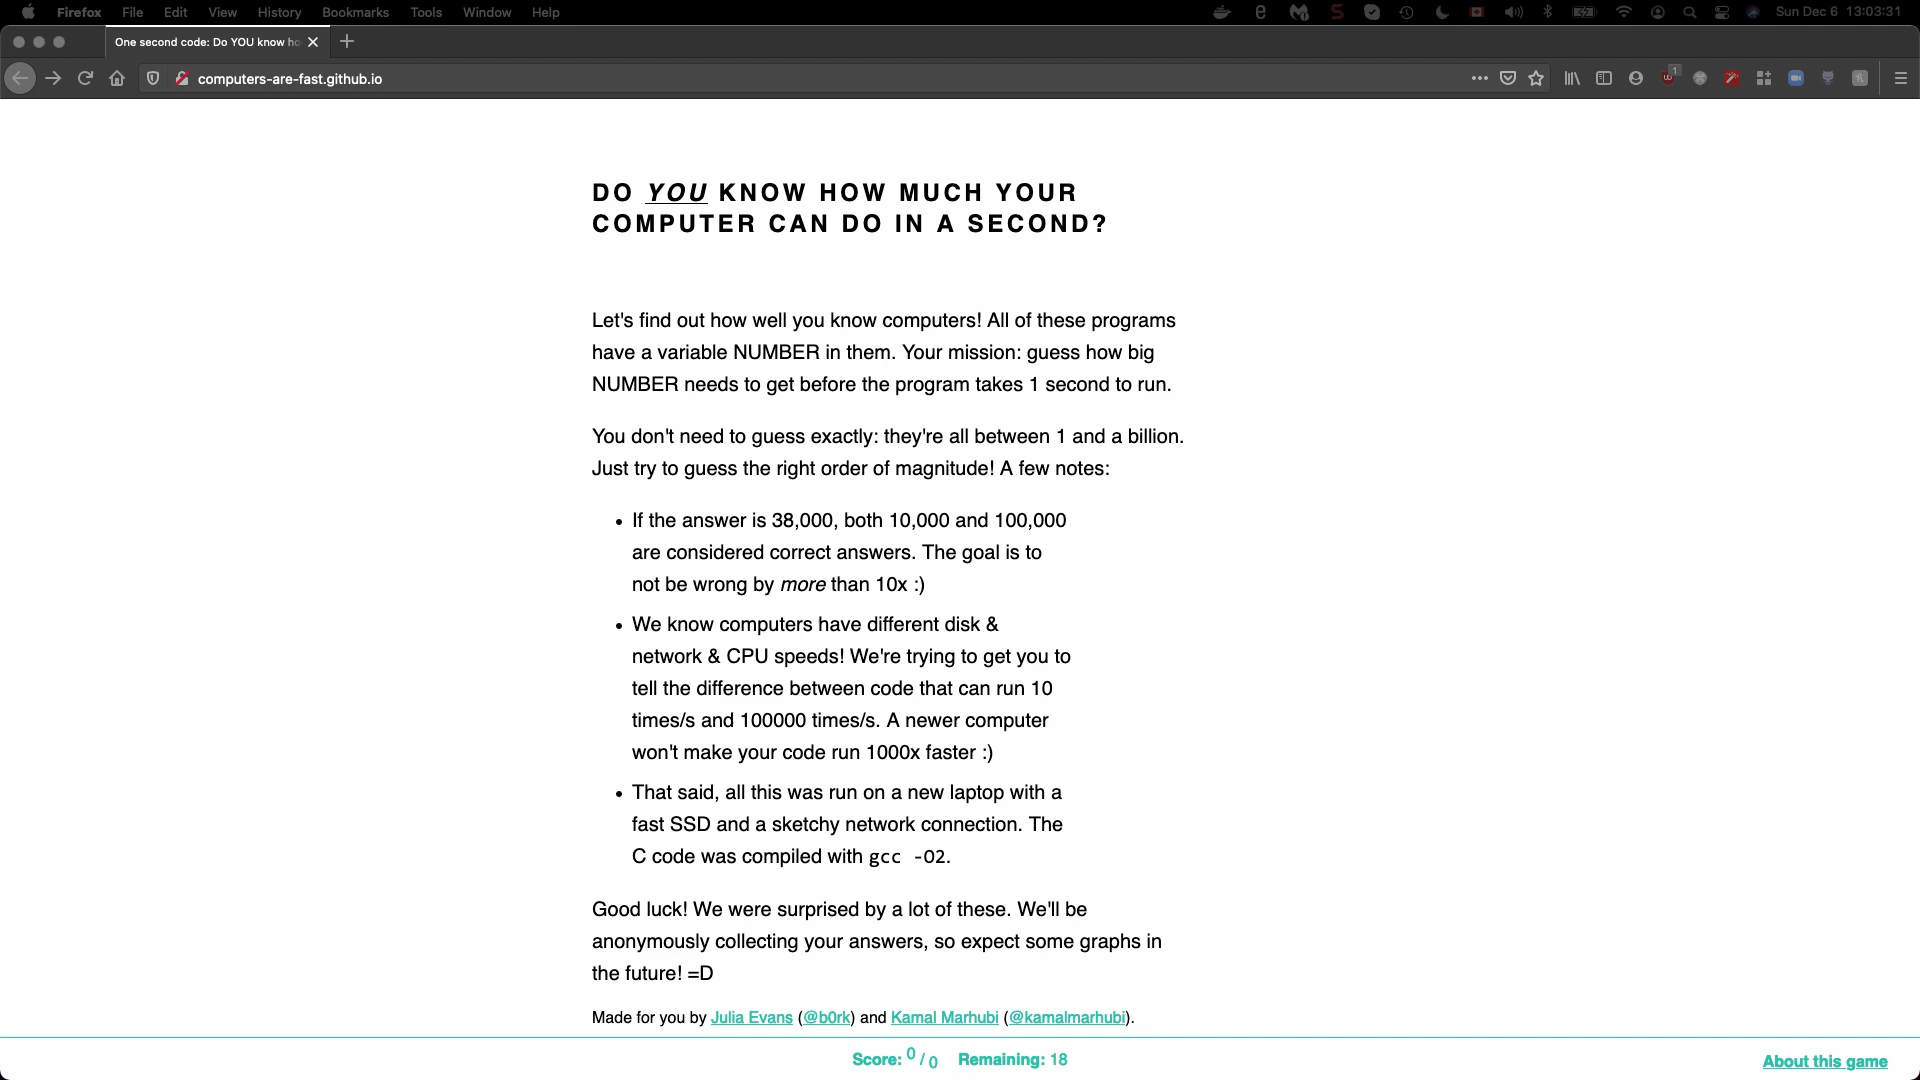 Firefox File Edit View History Bookmarks Tools Window Help Sun Dec 6 13:03:31
One second code: Do YOU know ho
computers-are-fast.github.io
1
DO YOU KNOW HOW MUCH YOUR
COMPUTER CAN DO IN A SECOND?
Let's find out how well you know computers! All of these programs
have a variable NUMBER in them. Your mission: guess how big
NUMBER needs to get before the program takes 1 second to run.
You don't need to guess exactly: they're all between 1 and a billion.
Just try to guess the right order of magnitude! A few notes:
• If the answer is 38,000, both 10,000 and 100,000
are considered correct answers. The goal is to
not be wrong by more than 10x :)
• We know computers have different disk &
network & CPU speeds! We're trying to get you to
tell the difference between code that can run 10
times/s and 100000 times/s. A newer computer
won't make your code run 1000x faster :)
• That said, all this was run on a new laptop with a
fast SSD and a sketchy network connection. The
C code was compiled with gcc -O2.
Good luck! We were surprised by a lot of these. We'll be
anonymously collecting your answers, so expect some graphs in
the future! =D
Made for you by Julia Evans (@b0rk) and Kamal Marhubi (@kamalmarhubi).
Score: 0 / 0 Remaining: 18
About this game